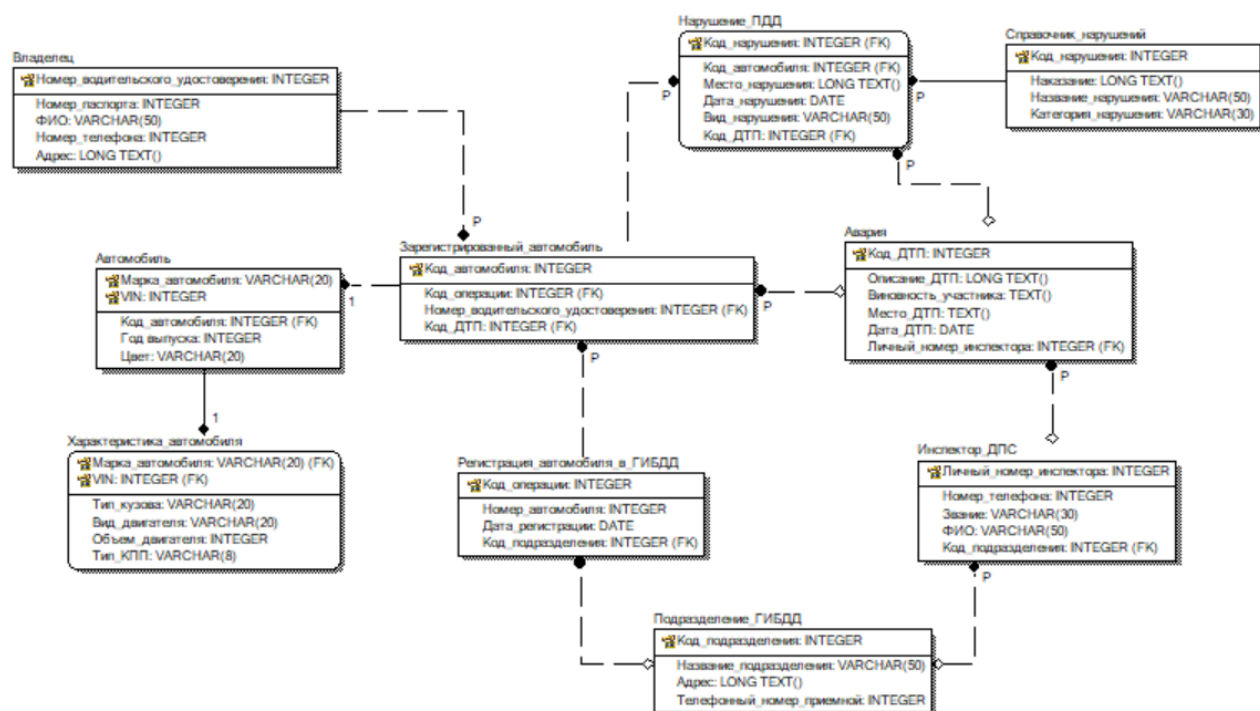 Нарушение_ПДД
Код_нарушения: INTEGER (FK)
Код_автомобиля: INTEGER (FK)
Место_нарушения: LONG TEXT()
Дата_нарушения: DATE
Вид_нарушения: VARCHAR(50)
Код_ДТП: INTEGER (FK)
Справочник_нарушений
Код_нарушения: INTEGER
Наказание: LONG TEXT()
Название_нарушения: VARCHAR(50)
Категория_нарушения: VARCHAR(30)
Владелец
Номер_водительского_удостоверения: INTEGER
Номер_паспорта: INTEGER
ФИО: VARCHAR(50)
Номер_телефона: INTEGER
Адрес: LONG TEXT()
P
P
P
P
Зарегистрированный_автомобиль
Код_автомобиля: INTEGER
Код_операции: INTEGER (FK)
Номер_водительского_удостоверения: INTEGER (FK)
Код_ДТП: INTEGER (FK)
Авария
Код_ДТП: INTEGER
Описание_ДТП: LONG TEXT()
Виновность_участника: TEXT()
Место_ДТП: TEXT()
Дата_ДТП: DATE
Личный_номер_инспектора: INTEGER (FK)
Автомобиль
Марка_автомобиля: VARCHAR(20)
VIN: INTEGER
Код_автомобиля: INTEGER (FK)
Год выпуска: INTEGER
Цвет: VARCHAR(20)
1
P
P
P
1
Характеристика_автомобиля
Марка_автомобиля: VARCHAR(20) (FK)
VIN: INTEGER (FK)
Тип_кузова: VARCHAR(20)
Вид_двигателя: VARCHAR(20)
Объем_двигателя: INTEGER
Тип_КПП: VARCHAR(8)
Регистрация_автомобиля_в_ГИБДД
Код_операции: INTEGER
Номер_автомобиля: INTEGER
Дата_регистрации: DATE
Код_подразделения: INTEGER (FK)
Инспектор_ДПС
Личный_номер_инспектора: INTEGER
Номер_телефона: INTEGER
Звание: VARCHAR(30)
ФИО: VARCHAR(50)
Код_подразделения: INTEGER (FK)
P
Подразделение_ГИБДД
Код_подразделения: INTEGER
Название_подразделения: VARCHAR(50)
Адрес: LONG TEXT()
Телефонный_номер_приемной: INTEGER